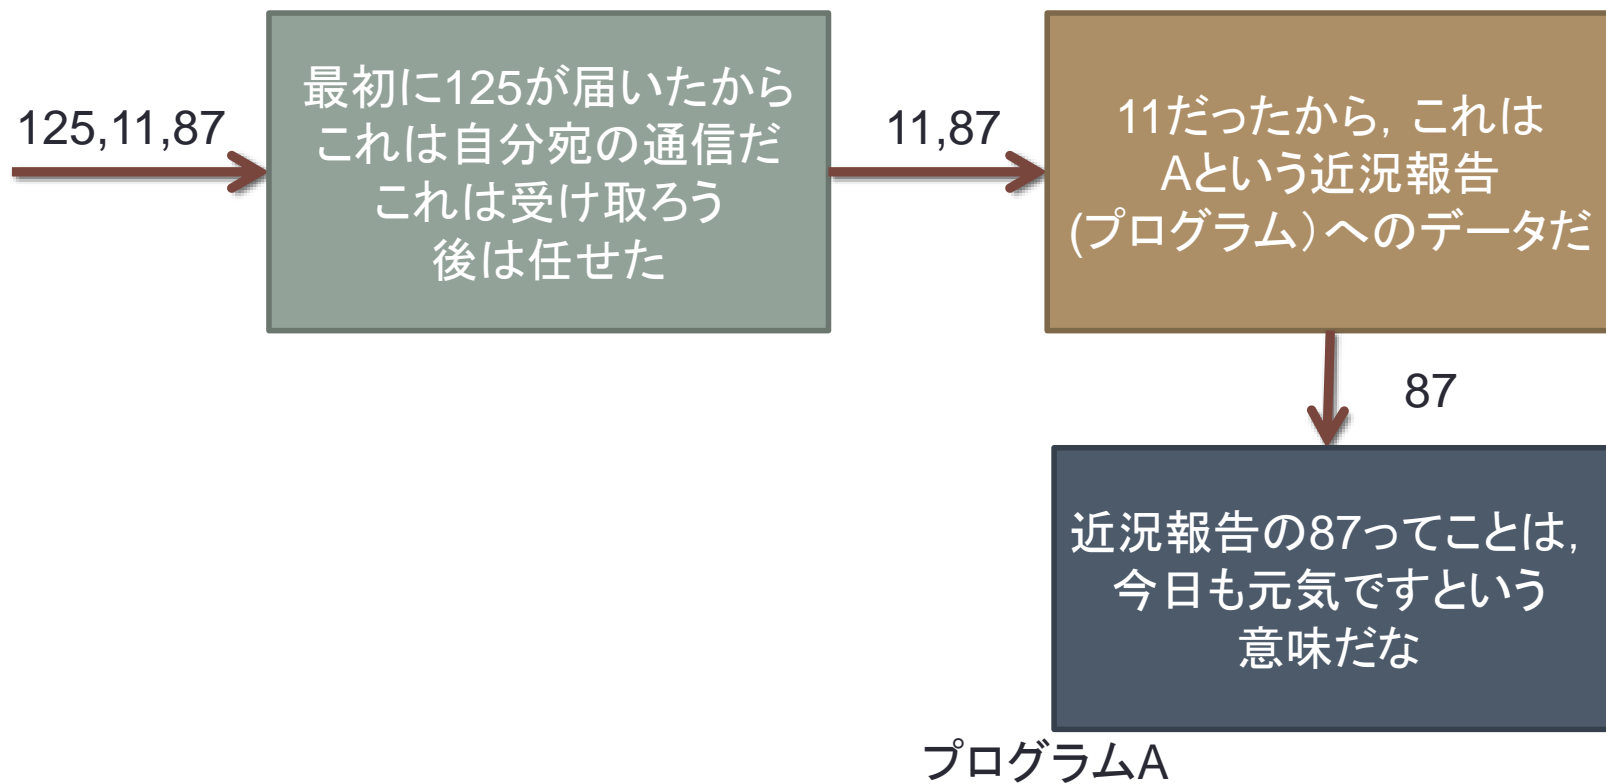 125,11,87
最初に125が届いたから
これは自分宛の通信だ
これは受け取ろう
後は任せた
11,87
11だったから, これは
Aという近況報告
(プログラム）へのデータだ
87
近況報告の87ってことは,
今日も元気ですという
意味だな
プログラムA